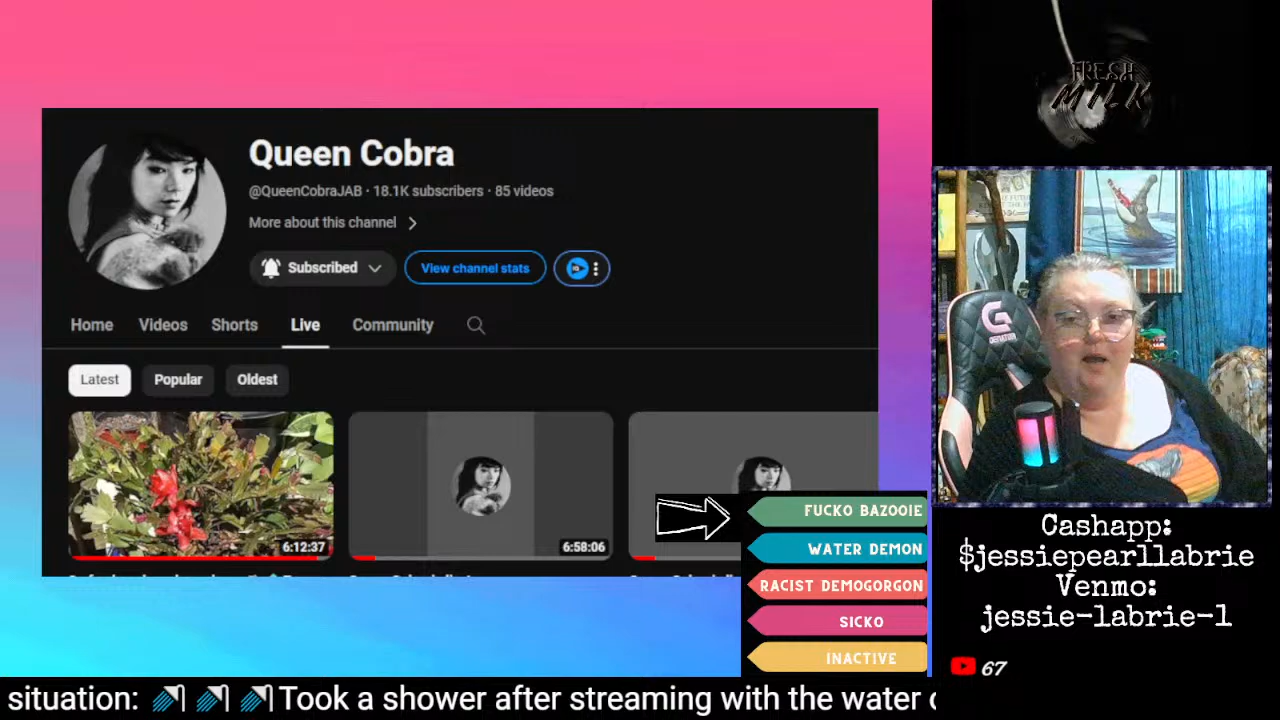 Queen Cobra
@QueenCobraJAB · 18.1K subscribers · 85 videos
More about this channel
Subscribed
View channel stats
Home
Videos
Shorts
Live
Community
Latest
Popular
Oldest
6:12:37
6:58:06
FUCKO BAZOOIE
WATER DEMON
RACIST DEMOGORGON
SICKO
INACTIVE
FRESH
MILK
Cashapp:
$jessiepearllabrie
Venmo:
jessie-labrie-1
67
situation: 🚿 🚿 🚿Took a shower after streaming with the water